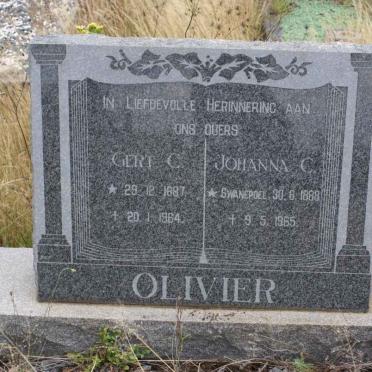 IN LIEFDEVOLLE HERINNERING AAN
ONS OUERS
GERT C.
* 29.12.1887.
+ 20.1.1964.
JOHANNA C.
* SWANEPOEL. 30.6.1889
+ 9.5.1965.
OLIVIER